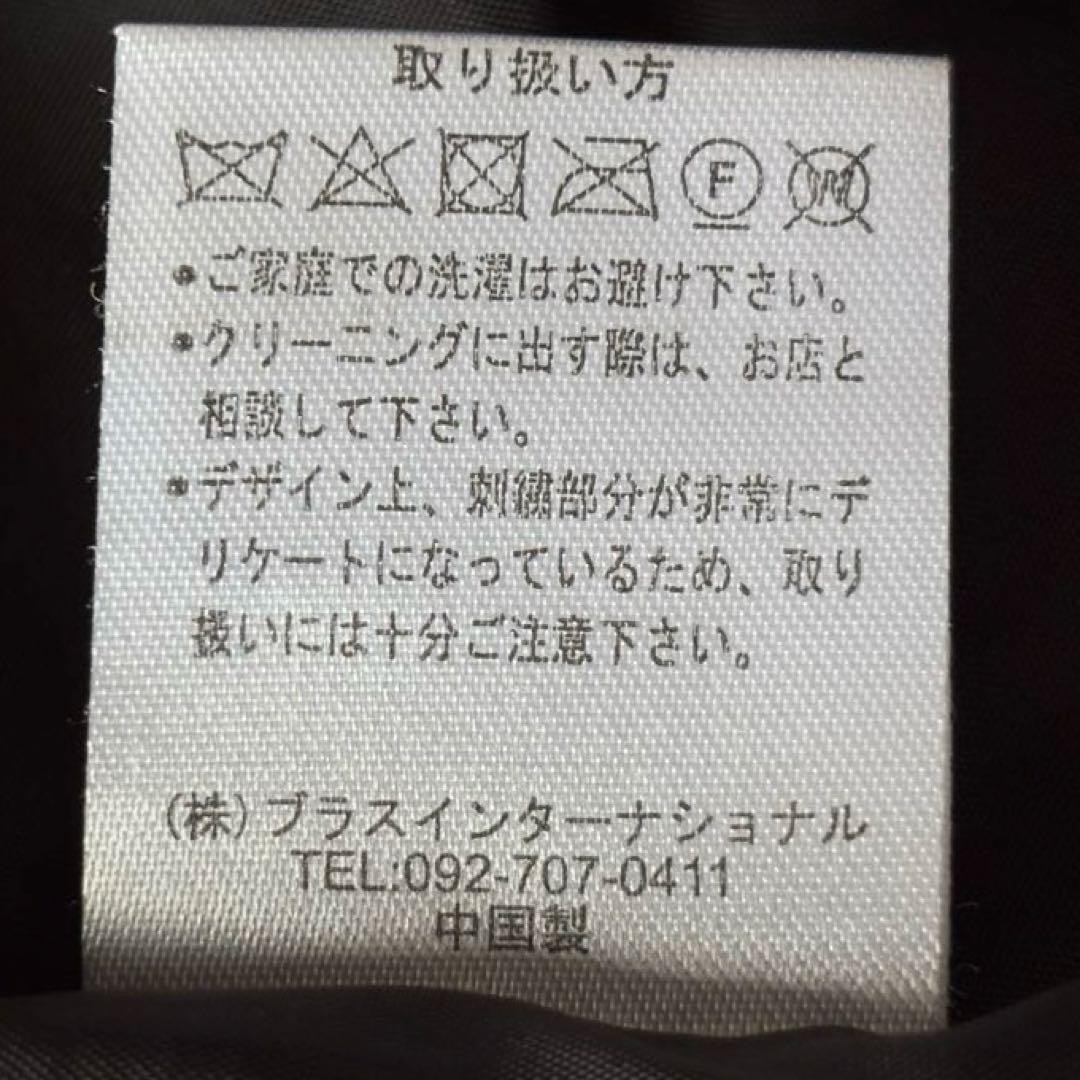 取り扱い方
F W
•ご家庭での洗濯はお避け下さい。
•クリーニングに出す際は、お店と
相談して下さい。
•デザイン上、刺繍部分が非常にデ
リケートになっているため、取り
扱いには十分ご注意下さい。
(株)ブラスインターナショナル
TEL:092-707-0411
中国製